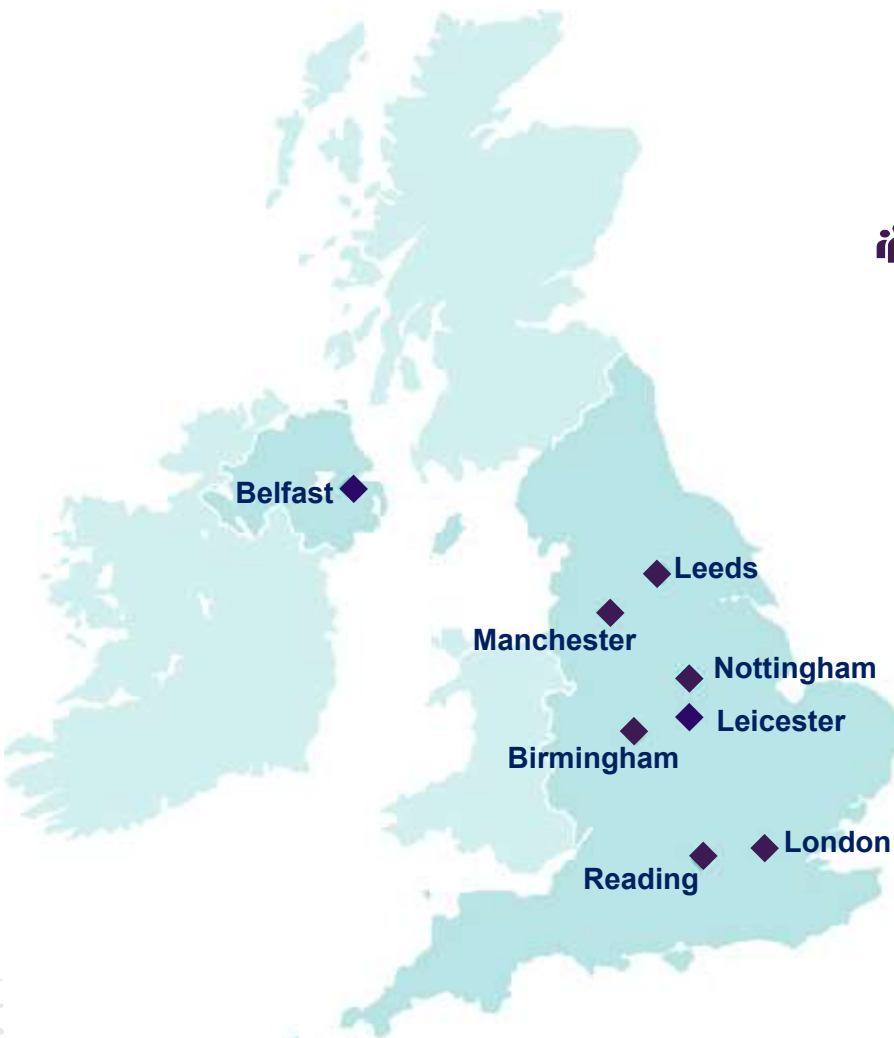 Belfast
Leeds
Manchester
Nottingham
Leicester
Birmingham
London
Reading